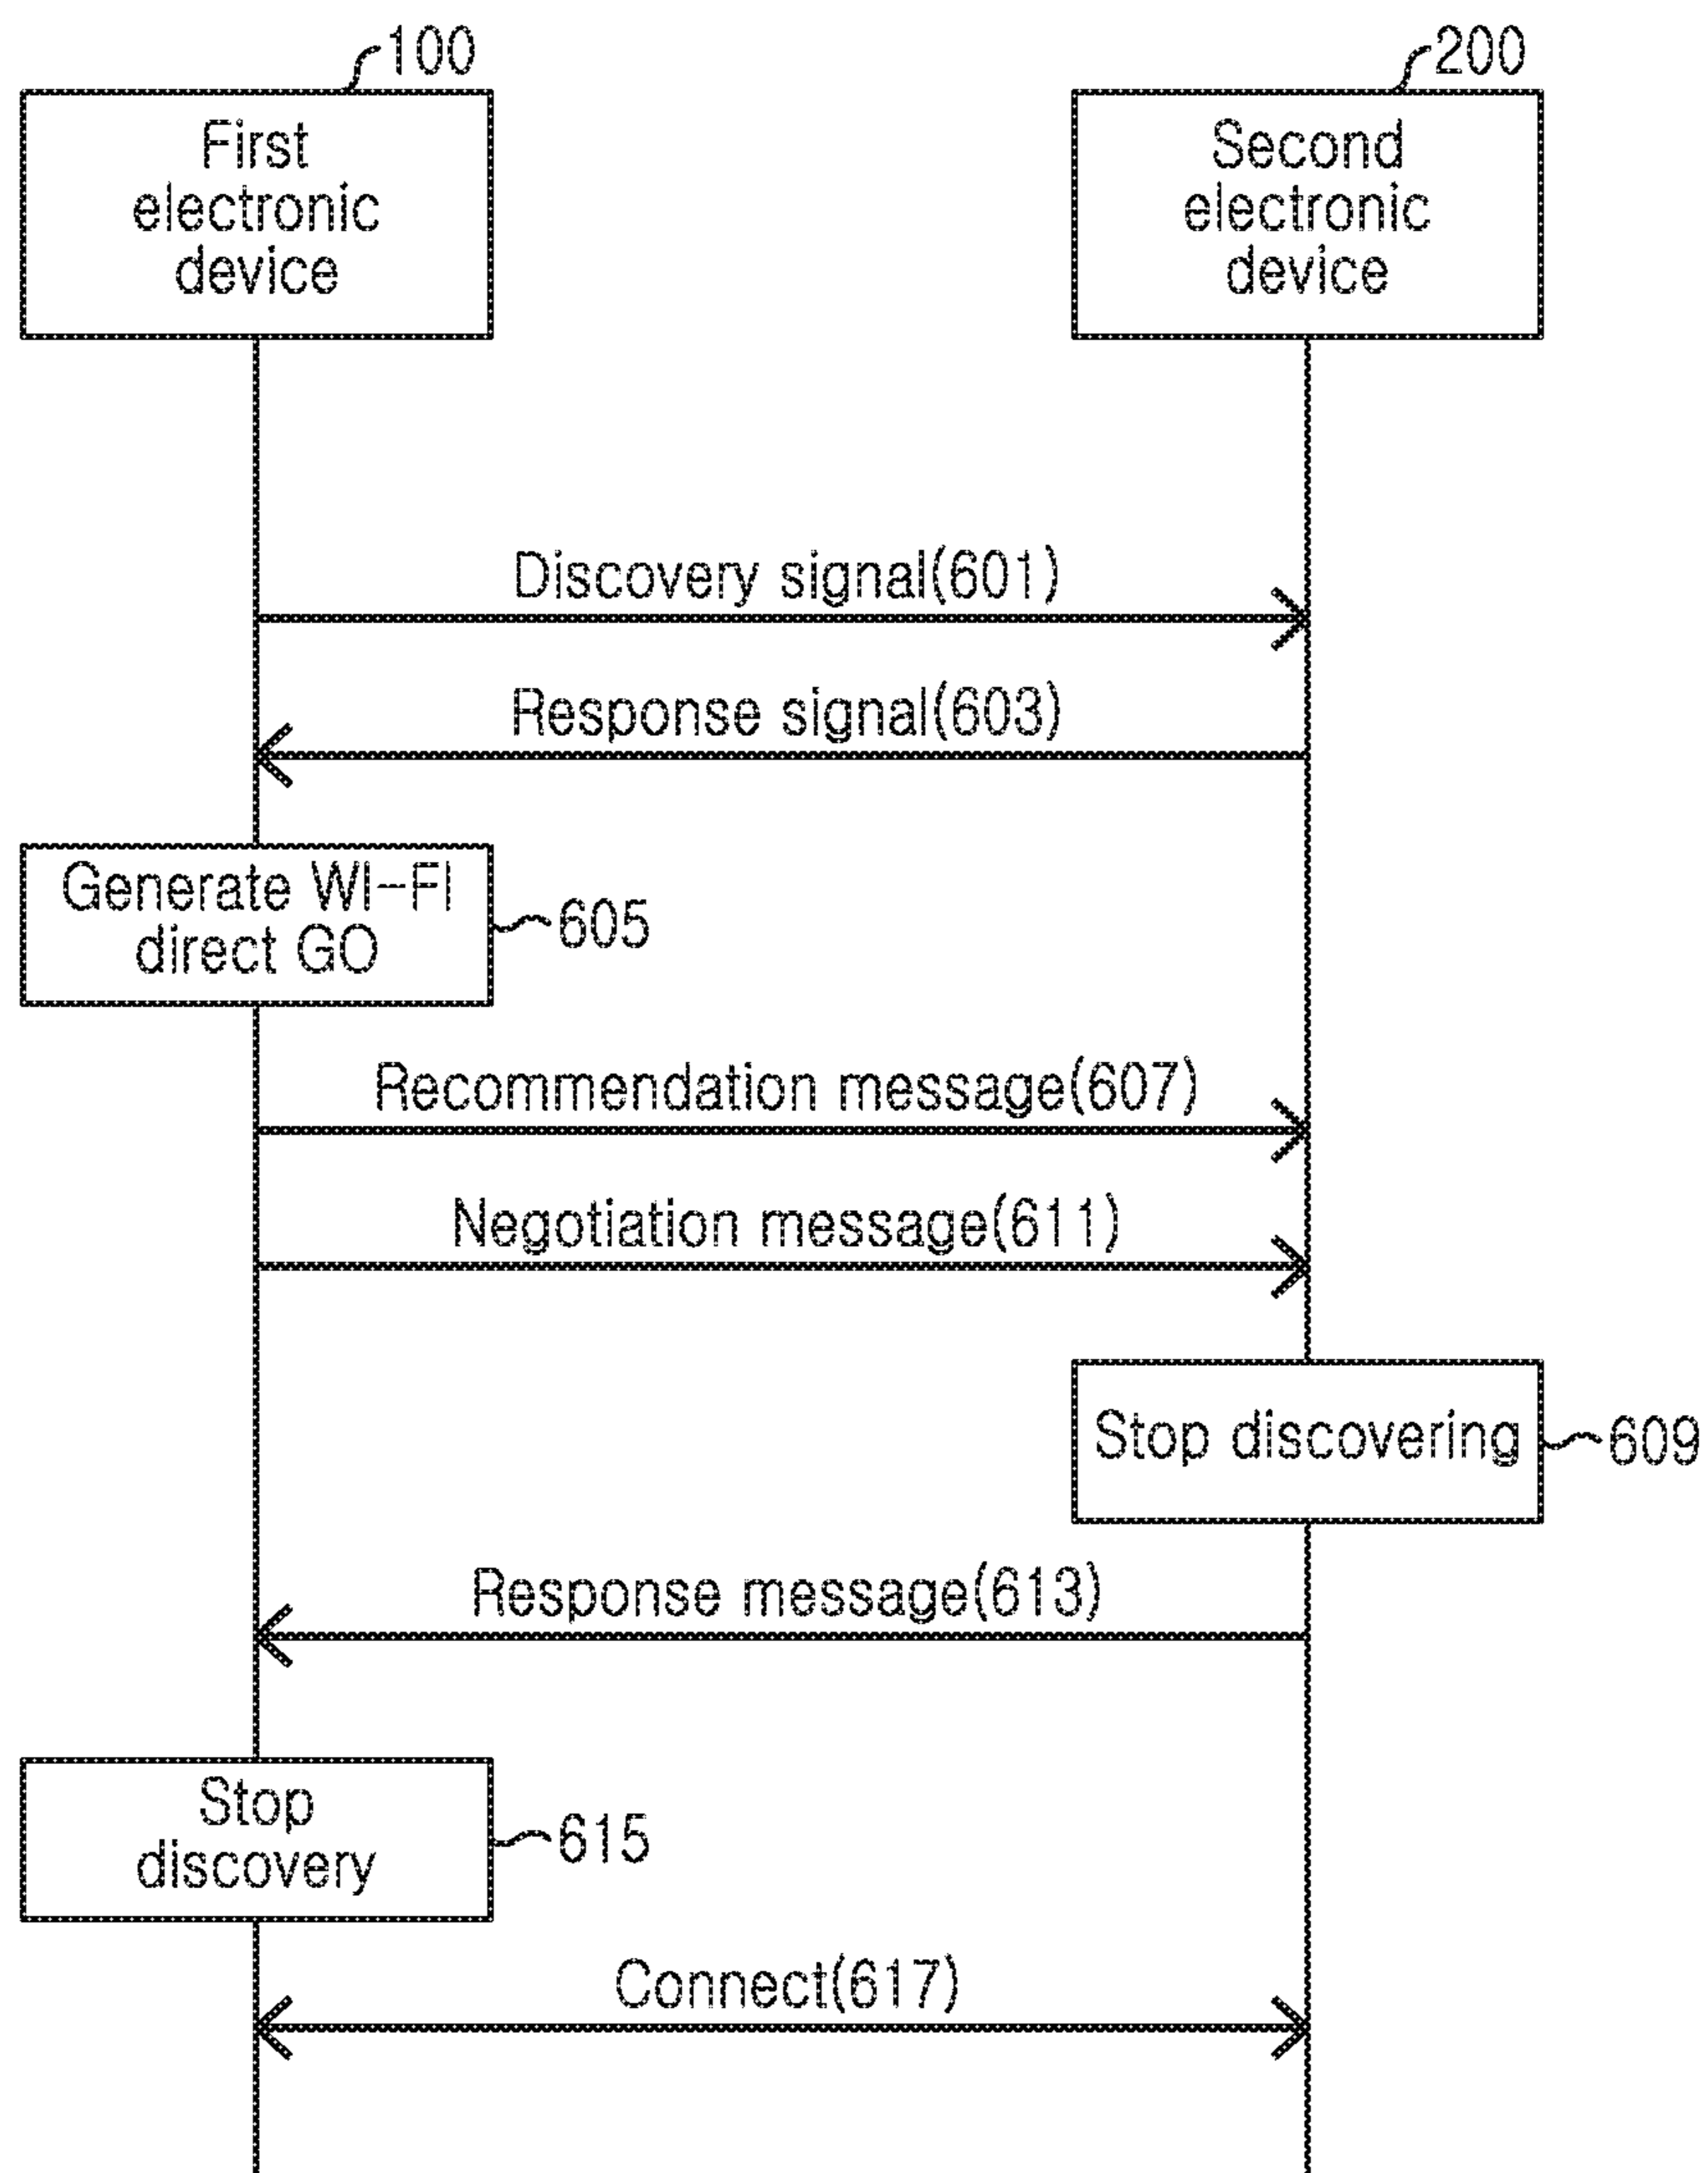 100
200
First
electronic
device
Second
electronic
device
Discovery signal(601)
Response signal(603)
Generate WI-FI
direct GO
605
Recommendation message(607)
Negotiation message(611)
Stop discovering
609
Response message(613)
Stop
discovery
615
Connect(617)